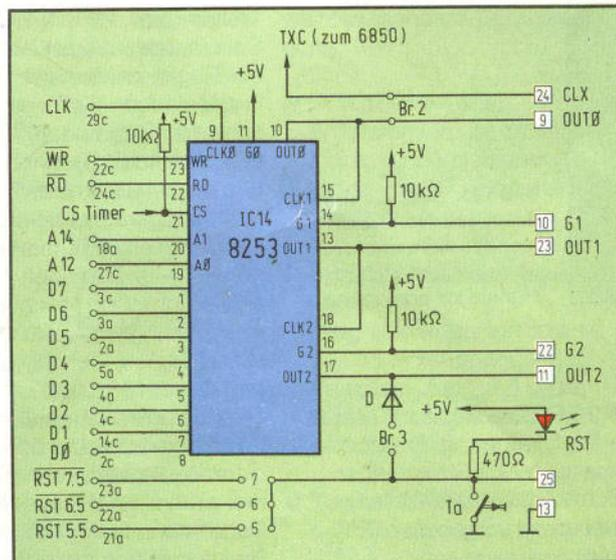 TXC (zum 6850)
+5V
24 CLX
Br. 2
9 OUTØ
CLK
29c
+5V
10kΩ
9 11 10
CLKØ GØ OUTØ
+5V
10kΩ
WR
22c
23 WR
CLK1 15
RD
24c
22 RD
G1 14
10 G1
CS Timer
21 CS
IC14
8253
OUT1 13
23 OUT1
A14
18a
20 A1
A12
27c
19 AØ
+5V
10kΩ
D7
3c
1
D6
3a
2
CLK2 18
D5
2a
3
G2 16
22 G2
D4
5a
4
OUT2 17
11 OUT2
D3
4a
5
D
+5V
D2
4c
6
Br. 3
RST
D1
14c
7
DØ
2c
8
470Ω
RST 7.5
23a
7
25
RST 6.5
22a
6
Ta
13
RST 5.5
21a
5